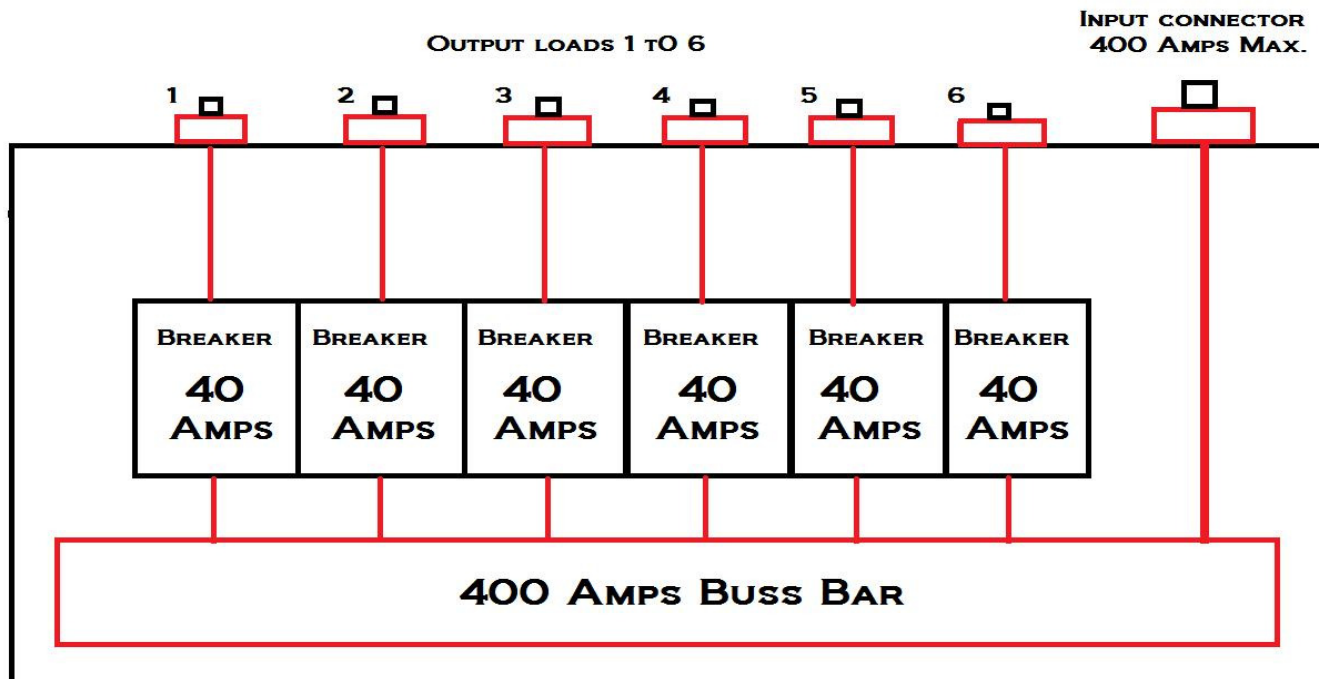 Output loads 1 to 6
Input connector
400 Amps Max.
1 2 3 4 5 6
Breaker Breaker Breaker Breaker Breaker Breaker
40 40 40 40 40 40
Amps Amps Amps Amps Amps Amps
400 Amps Buss Bar